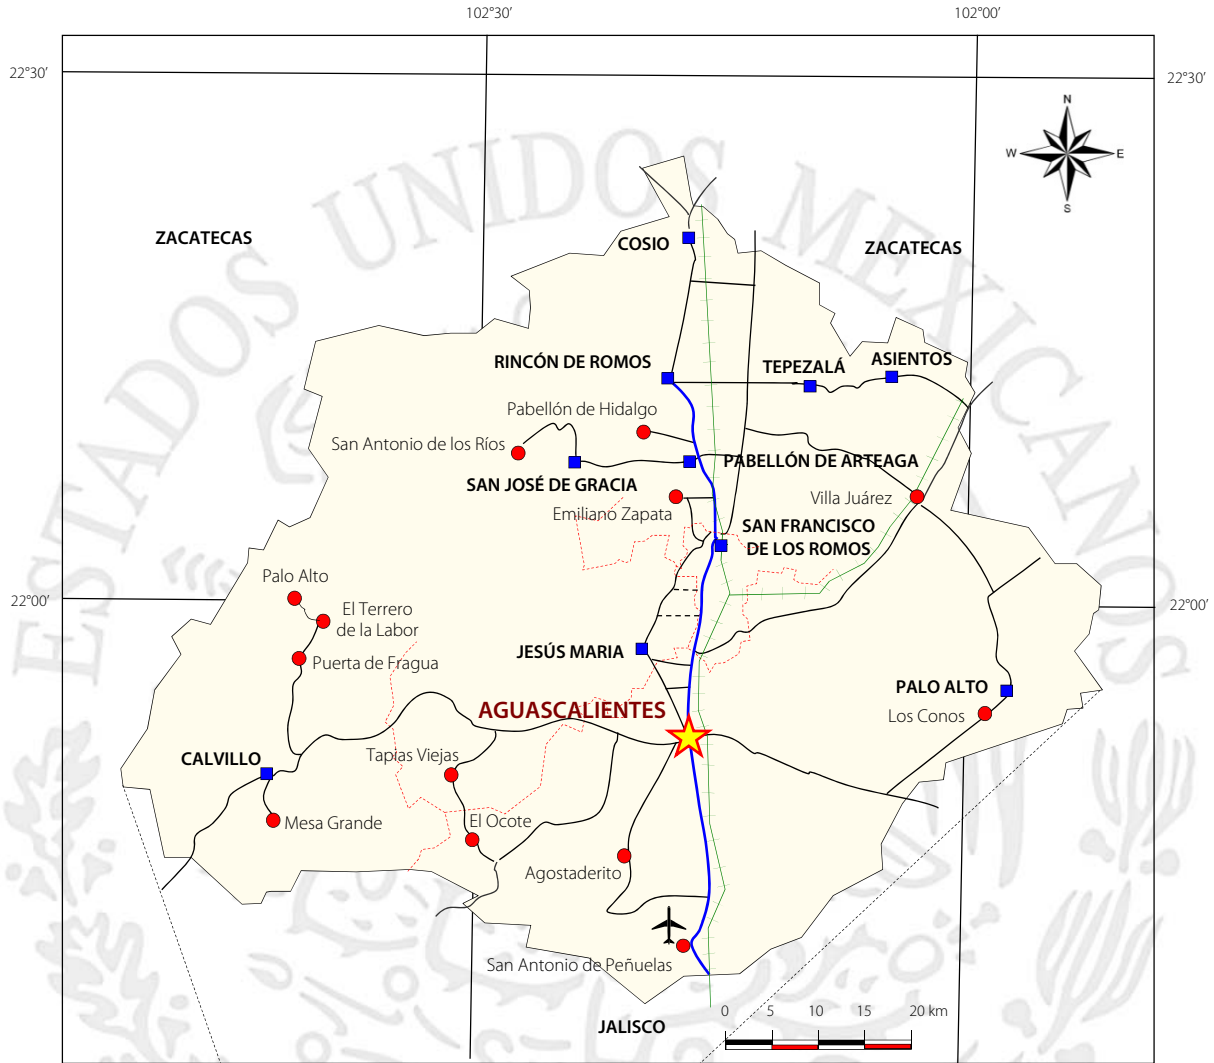 102°30'
102°00'
22°30'
22°30'
N
W
E
S
ESTADOS UNIDOS MEXICANOS
ZACATECAS
COSIO
ZACATECAS
RINCÓN DE ROMOS
TEPEZALÁ
ASIENTOS
Pabellón de Hidalgo
San Antonio de los Ríos
PABELLÓN DE ARTEAGA
SAN JOSÉ DE GRACIA
Villa Juárez
Emiliano Zapata
SAN FRANCISCO
DE LOS ROMOS
Palo Alto
22°00'
22°00'
El Terrero
de la Labor
JESÚS MARIA
Puerta de Fragua
PALO ALTO
AGUASCALIENTES
Los Conos
Tapias Viejas
CALVILLO
Mesa Grande
El Ocote
Agostaderito
San Antonio de Peñuelas
JALISCO
0 5 10 15 20 km